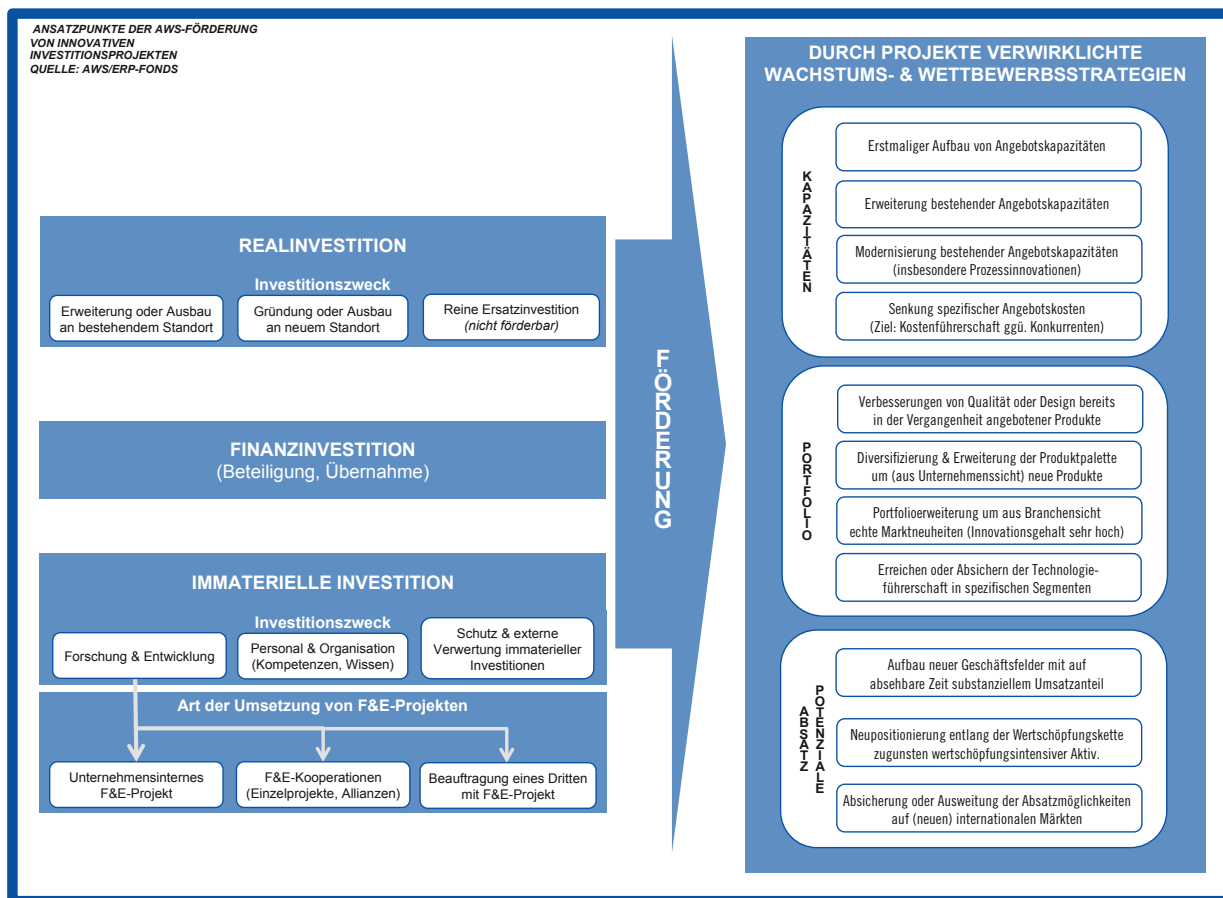 ANSATZPUNKTE DER AWS-FÖRDERUNG
VON INNOVATIVEN
INVESTITIONSPROJEKTEN
QUELLE: AWS/ERP-FONDS
REALINVESTITION
Investitionszweck
Erweiterung oder Ausbau
an bestehendem Standort
Gründung oder Ausbau
an neuem Standort
Reine Ersatzinvestition
(nicht förderbar)
FINANZINVESTITION
(Beteiligung, Übernahme)
IMMATERIELLE INVESTITION
Investitionszweck
Forschung & Entwicklung
Personal & Organisation
(Kompetenzen, Wissen)
Schutz & externe
Verwertung immaterieller
Investitionen
Art der Umsetzung von F&E-Projekten
Unternehmensinternes
F&E-Projekt
F&E-Kooperationen
(Einzelprojekte, Allianzen)
Beauftragung eines Dritten
mit F&E-Projekt
FÖRDERUNG
DURCH PROJEKTE VERWIRKLICHTE
WACHSTUMS- & WETTBEWERBSSTRATEGIEN
KAPAZITÄTEN
Erstmaliger Aufbau von Angebotskapazitäten
Erweiterung bestehender Angebotskapazitäten
Modernisierung bestehender Angebotskapazitäten
(insbesondere Prozessinnovationen)
Senkung spezifischer Angebotskosten
(Ziel: Kostenführerschaft ggü. Konkurrenten)
PORTFOLIO
Verbesserungen von Qualität oder Design bereits
in der Vergangenheit angebotener Produkte
Diversifizierung & Erweiterung der Produktpalette
um (aus Unternehmenssicht) neue Produkte
Portfolioerweiterung um aus Branchensicht
echte Marktneuheiten (Innovationsgehalt sehr hoch)
Erreichen oder Absichern der Technologie-
führerschaft in spezifischen Segmenten
ABSATZ
POTENZIALE
Aufbau neuer Geschäftsfelder mit auf
absehbare Zeit substanziellem Umsatzanteil
Neupositionierung entlang der Wertschöpfungskette
zugunsten wertschöpfungsintensiver Aktiv.
Absicherung oder Ausweitung der Absatzmöglichkeiten
auf (neuen) internationalen Märkten